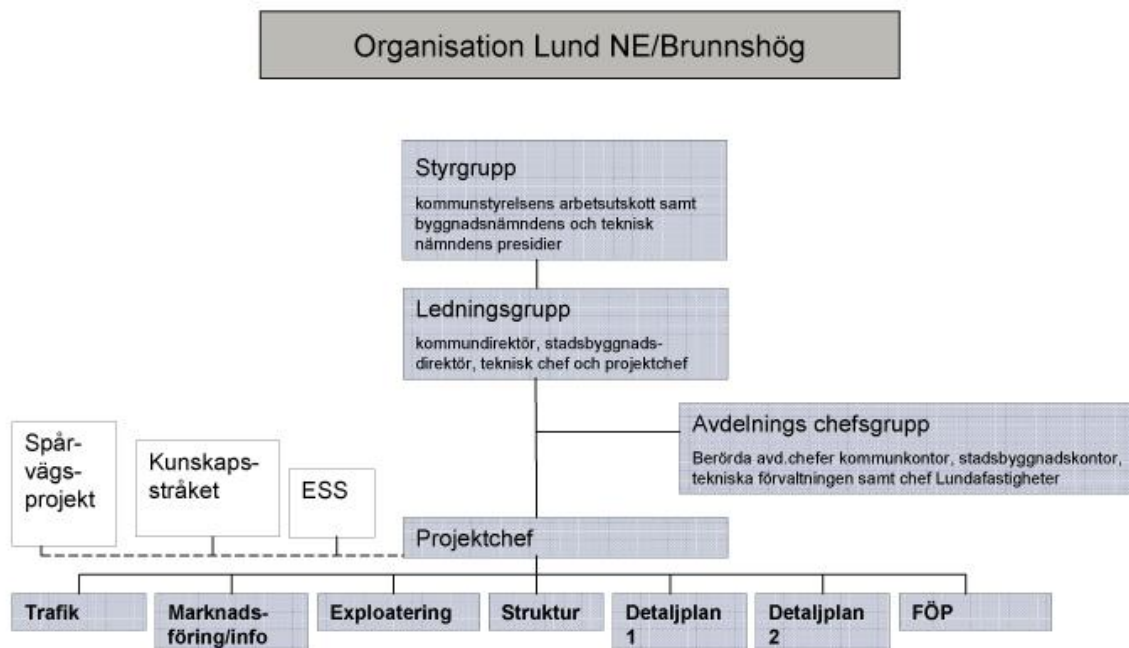 Organisation Lund NE/Brunnshög
Styrgrupp
kommunstyrelsens arbetsutskott samt
byggnadsnämndens och teknisk
nämndens presidier
Ledningsgrupp
kommundirektör, stadsbyggnads-
direktör, teknisk chef och projektchef
Avdelnings chefsgrupp
Berörda avd.chefer kommunkontor, stadsbyggnadskontor,
tekniska förvaltningen samt chef Lundafastigheter
Spår-
vägs-
projekt
Kunskaps-
stråket
ESS
Projektchef
Trafik
Marknads-
föring/info
Exploatering
Struktur
Detaljplan
1
Detaljplan
2
FÖP